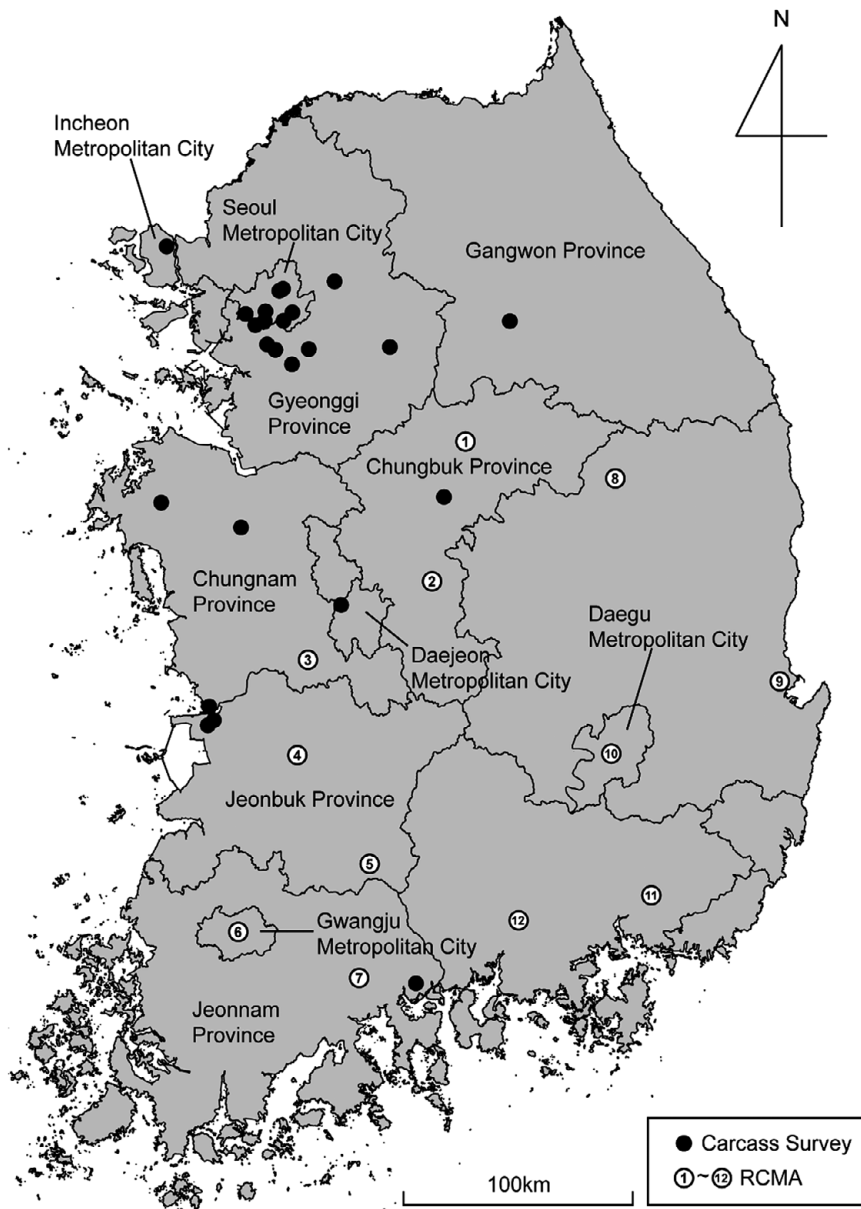 N
Incheon
Metropolitan City
Seoul
Metropolitan City
Gangwon Province
Gyeonggi
Province
①
Chungbuk Province
⑧
②
Chungnam
Province
Daegu
Metropolitan City
③
Daejeon
Metropolitan City
⑨
④
⑩
Jeonbuk Province
⑤
⑪
⑥
Gwangju
Metropolitan City
⑫
⑦
Jeonnam
Province
100km
Carcass Survey
①~⑫ RCMA